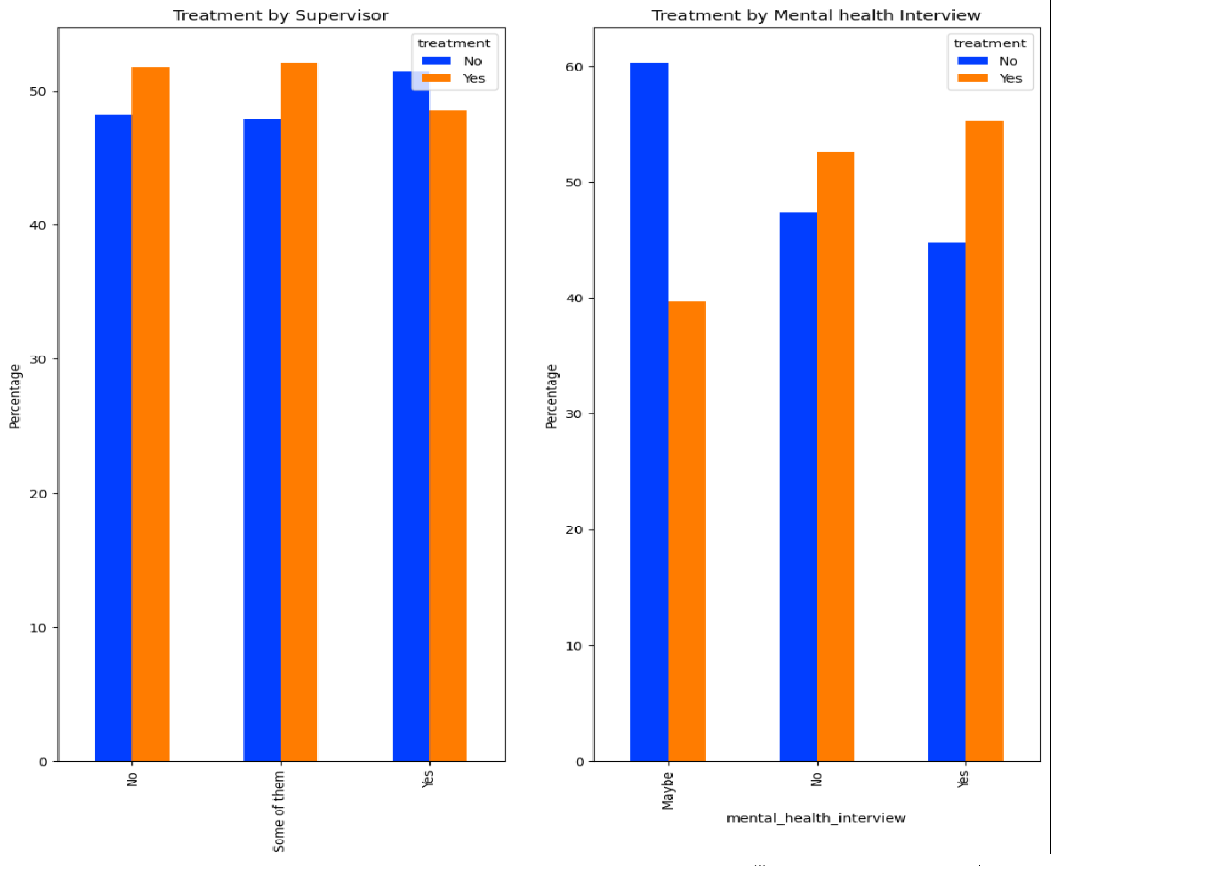 Treatment by Supervisor
treatment
No
Yes
50
40
30
20
10
0
Percentage
No
Some of them
Yes
Treatment by Mental health Interview
treatment
No
Yes
60
50
40
30
20
10
0
Percentage
Maybe
No
Yes
mental_health_interview